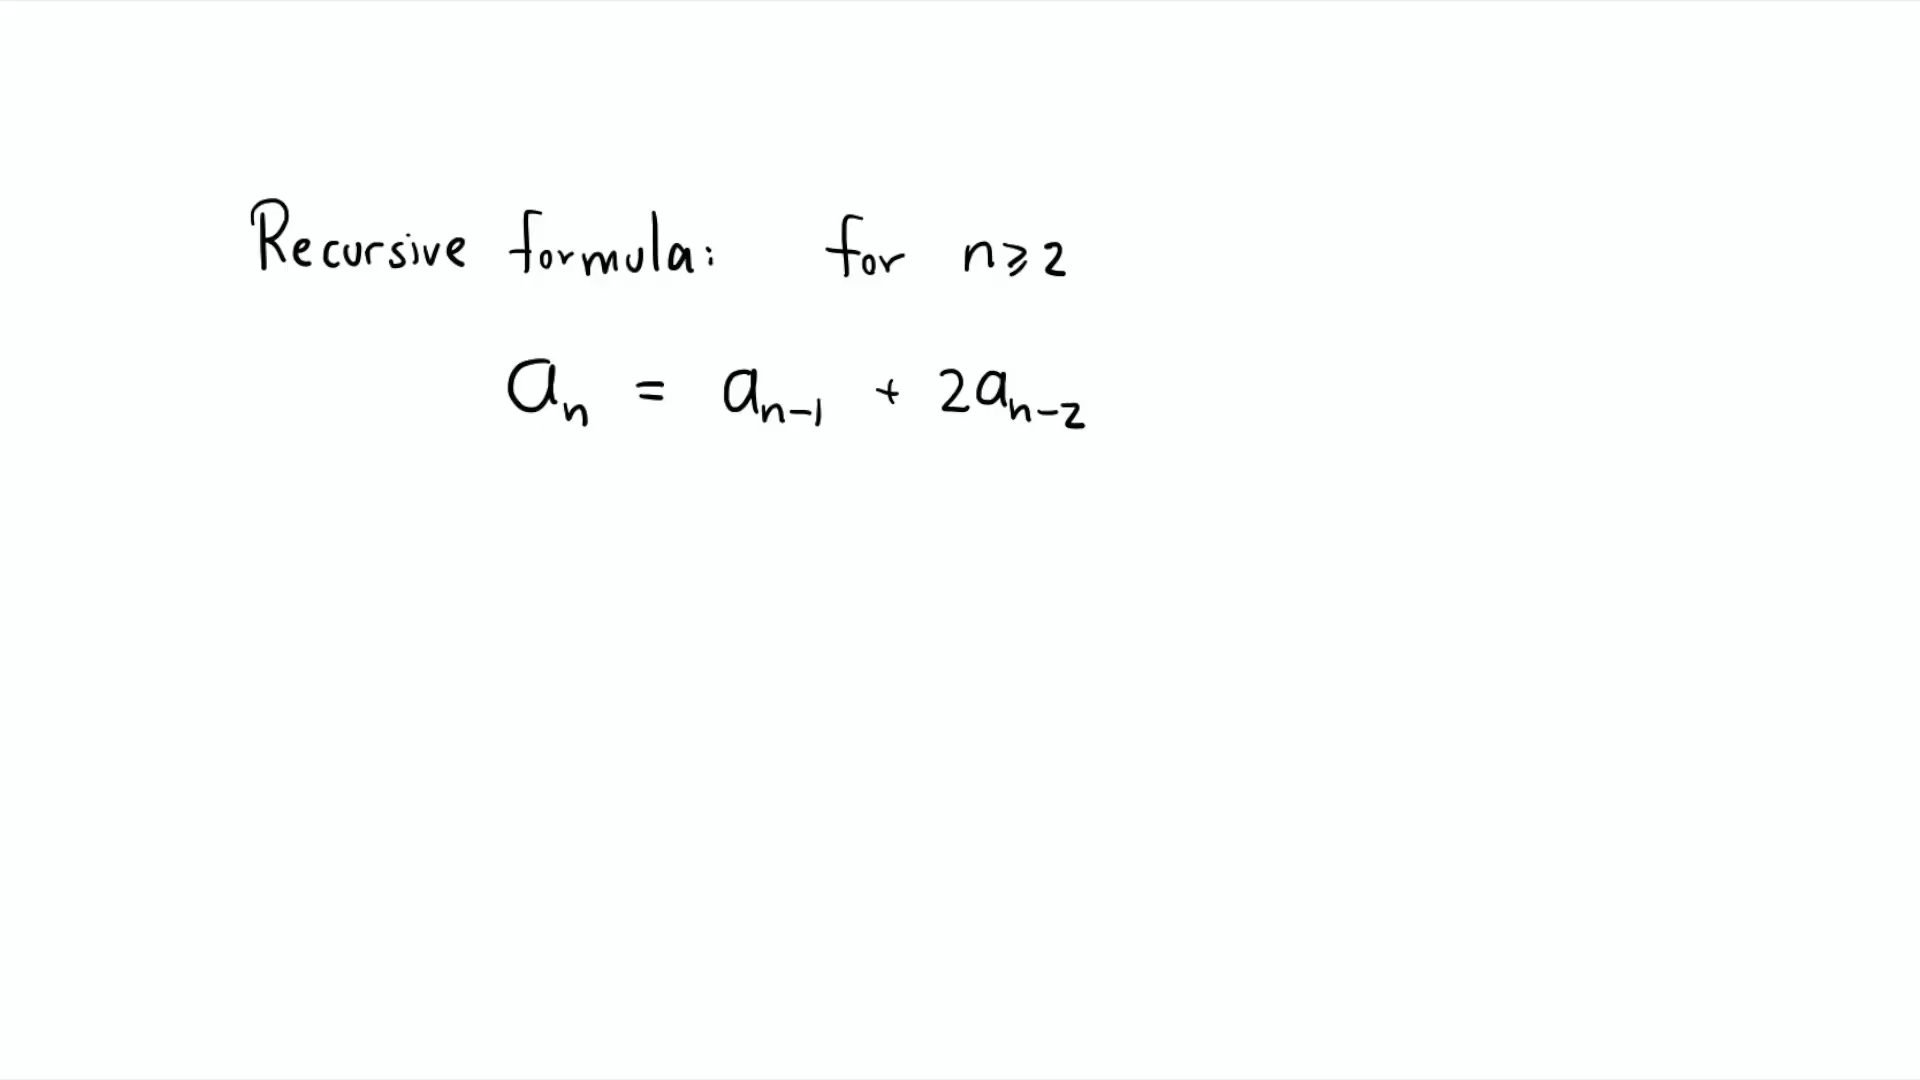 Recursive formula: for n ⩾ 2
aₙ = aₙ₋₁ + 2aₙ₋₂